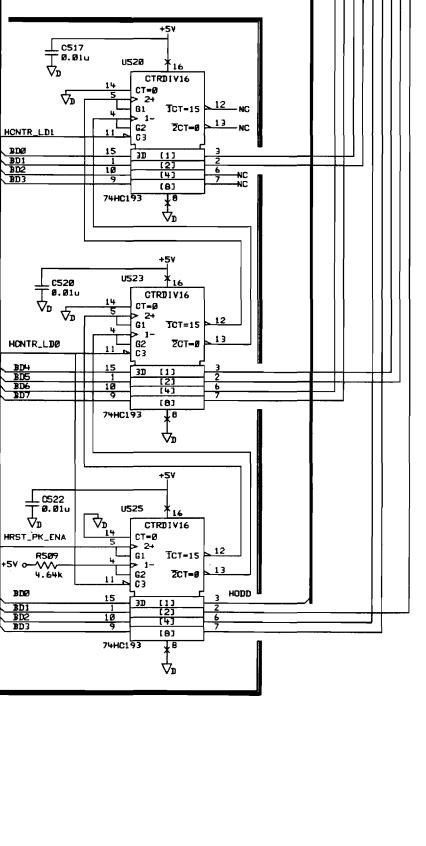 +5V
C517
0.01u
D
U520
16
CTRDIV16
14 CT=0
D
5 2+
G1 1CT=15 12 NC
4 1-
G2 2CT=0 13 NC
HCNTR_LD1 11 C3
BD0 15 3D [1] 3
BD1 1 [2] 2
BD2 10 [4] 6 NC
BD3 9 [8] 7 NC
74HC193 8
D
+5V
C520
0.01u
D
U523
16
CTRDIV16
14 CT=0
D
5 2+
G1 1CT=15 12
4 1-
G2 2CT=0 13
HCNTR_LD0 11 C3
BD4 15 3D [1] 3
BD5 1 [2] 2
BD6 10 [4] 6
BD7 9 [8] 7
74HC193 8
D
+5V
C522
0.01u
D
U525
16
CTRDIV16
D
14 CT=0
HRST_PK_ENA 5 2+
G1 1CT=15 12
+5V R509 4 1-
4.64k G2 2CT=0 13
11 C3
BD0 15 3D [1] 3 HODD
BD1 1 [2] 2
BD2 10 [4] 6
BD3 9 [8] 7
74HC193 8
D